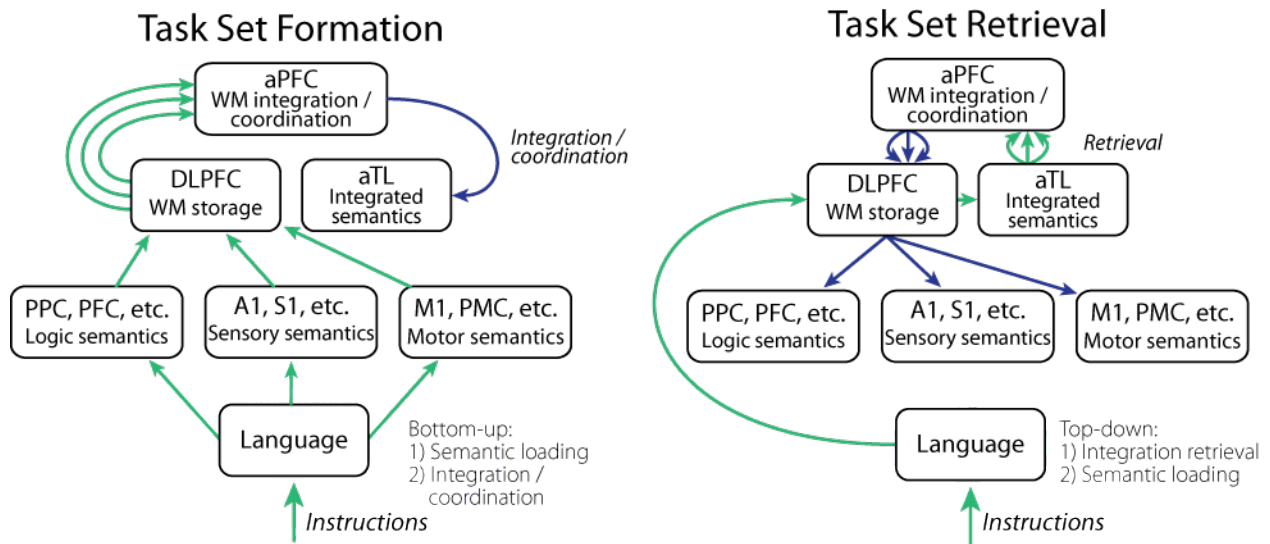 Task Set Formation
aPFC
WM integration /
coordination
Integration /
coordination
DLPFC
WM storage
aTL
Integrated
semantics
PPC, PFC, etc.
Logic semantics
A1, S1, etc.
Sensory semantics
M1, PMC, etc.
Motor semantics
Language
Bottom-up:
1) Semantic loading
2) Integration /
coordination
Instructions
Task Set Retrieval
aPFC
WM integration /
coordination
Retrieval
DLPFC
WM storage
aTL
Integrated
semantics
PPC, PFC, etc.
Logic semantics
A1, S1, etc.
Sensory semantics
M1, PMC, etc.
Motor semantics
Language
Top-down:
1) Integration retrieval
2) Semantic loading
Instructions